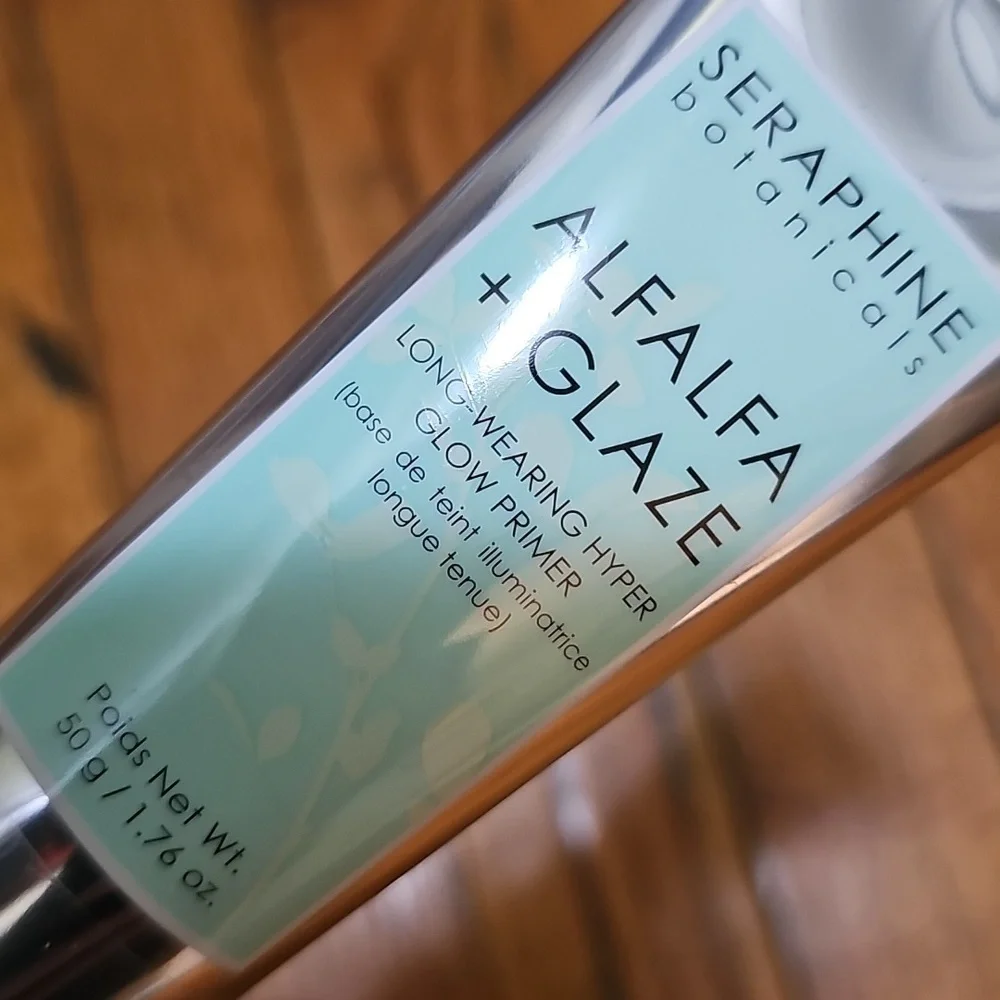 SERAPHINE
botanicals
ALFALFA
+ GLAZE
LONG-WEARING HYPER
GLOW PRIMER
(base de teint illuminatrice
longue tenue)
Poids Net Wt.
50 g / 1.76 oz.